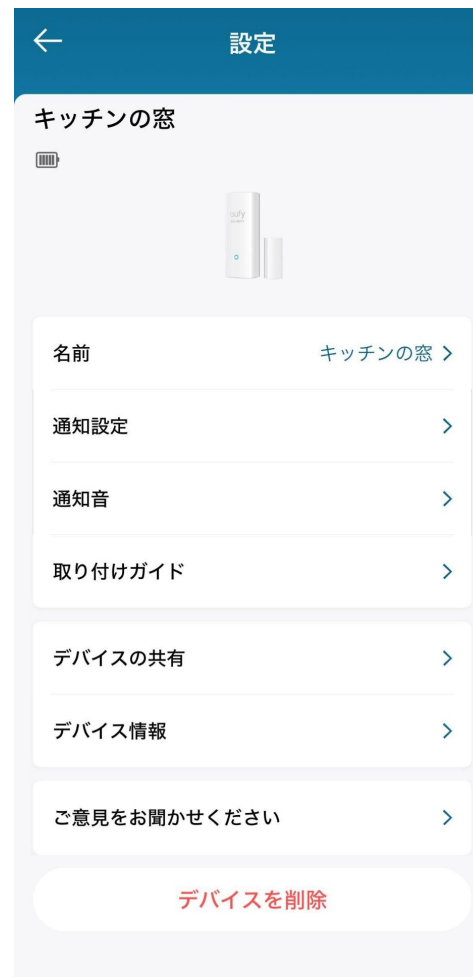 設定
キッチンの窓
eufy
名前
キッチンの窓
通知設定
通知音
取り付けガイド
デバイスの共有
デバイス情報
ご意見をお聞かせください
デバイスを削除